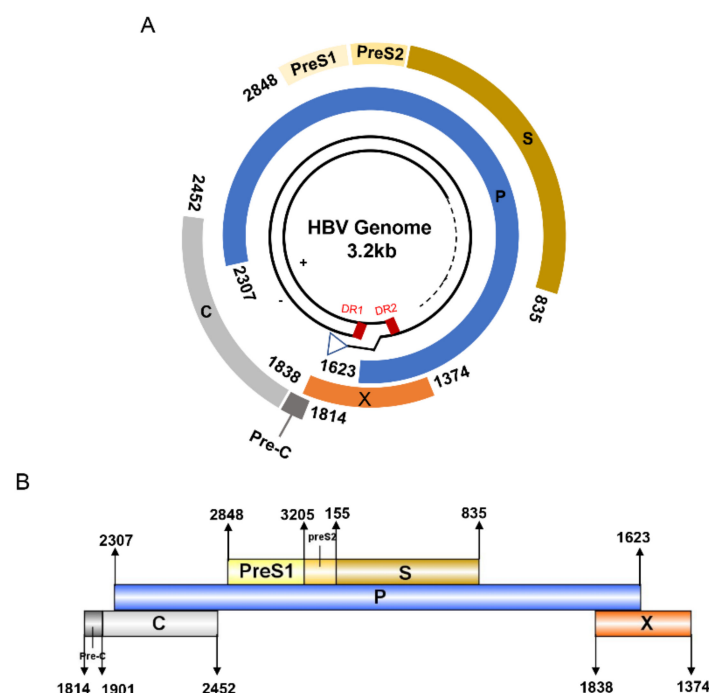 A
PreS1
PreS2
2848
S
2452
P
HBV Genome
3.2kb
+
-
2307
DR1
DR2
835
C
1623
1374
1838
X
1814
Pre-C
B
2848
3205
155
835
2307
preS2
1623
PreS1
S
P
C
X
Pre-C
1814
1901
2452
1838
1374